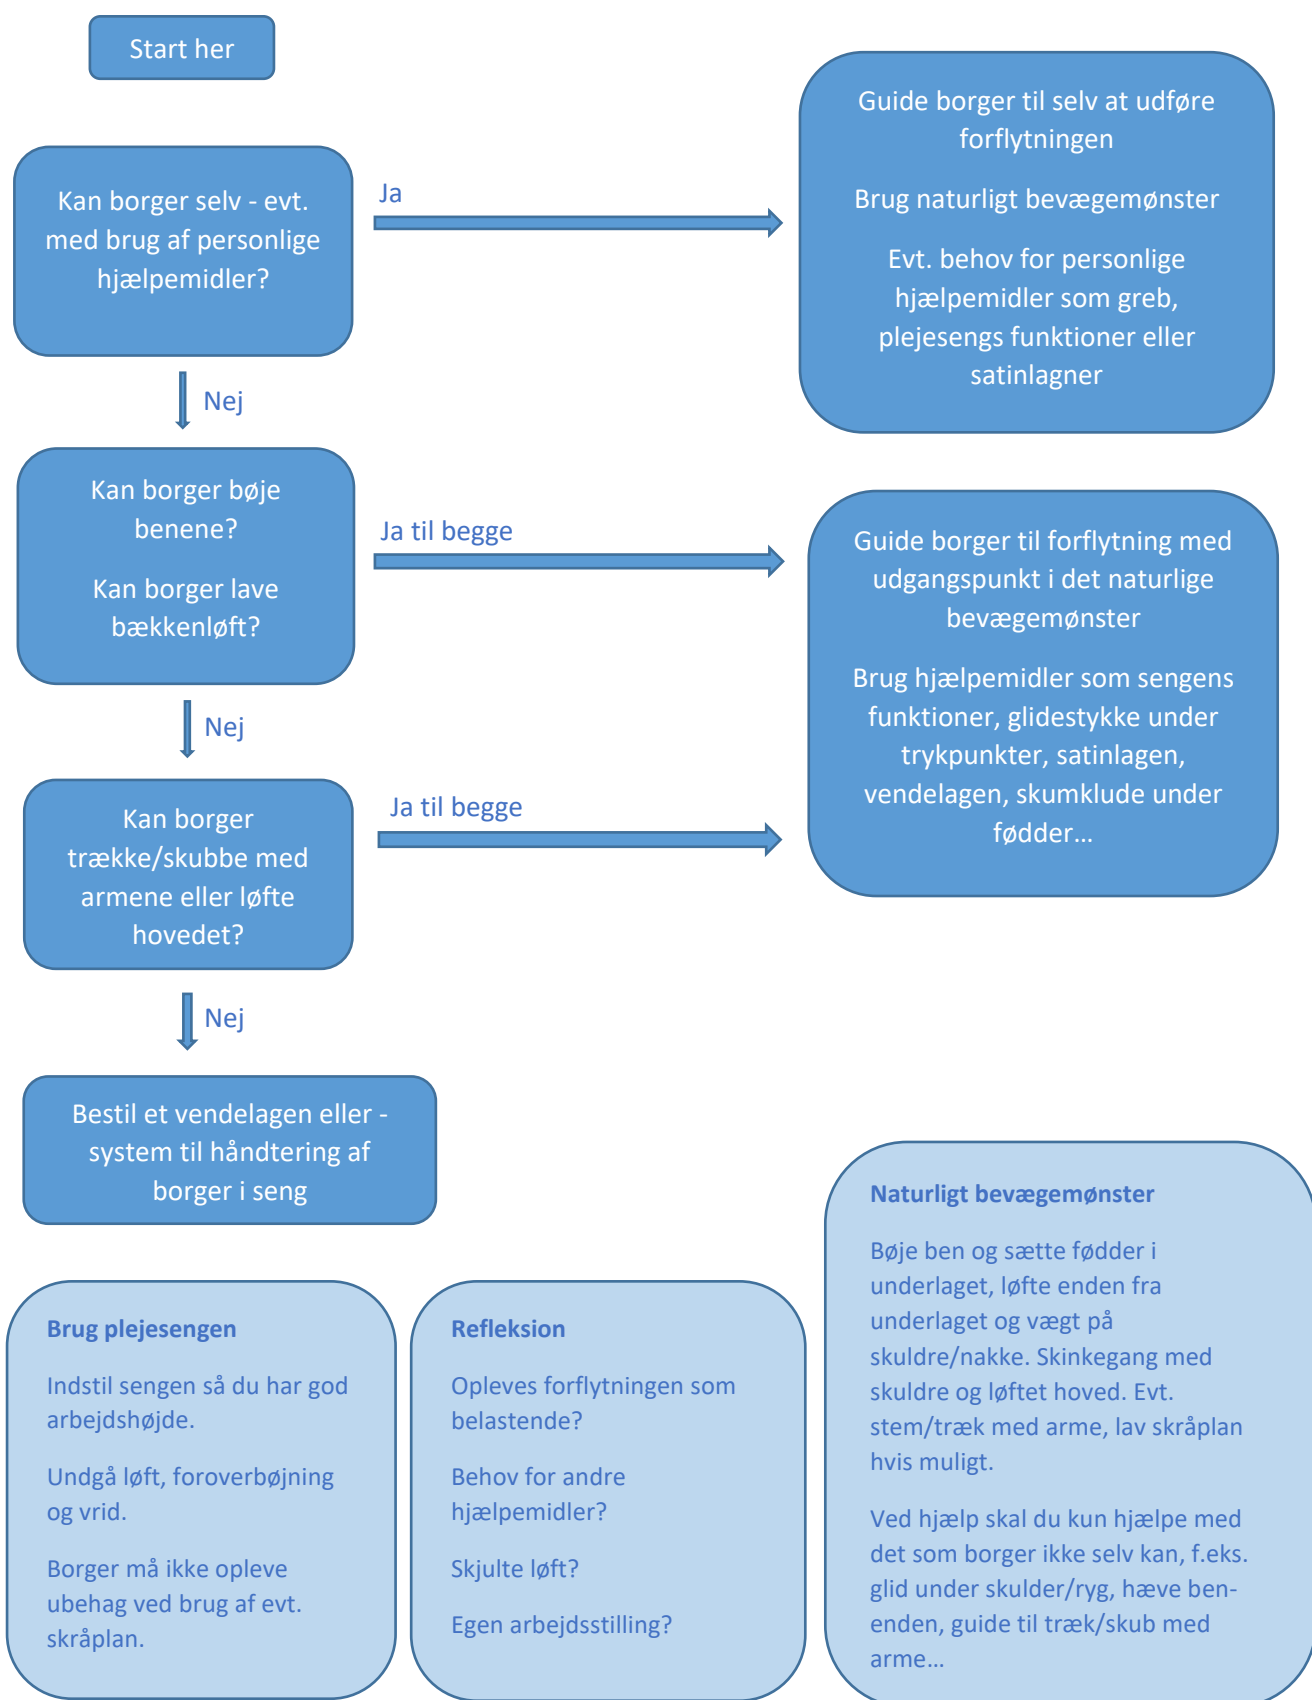 Start her
Kan borger selv - evt.
med brug af personlige
hjælpemidler?
Ja
Guide borger til selv at udføre
forflytningen
Brug naturligt bevægemønster
Evt. behov for personlige
hjælpemidler som greb,
plejesengs funktioner eller
satinlagner
Nej
Kan borger bøje
benene?
Kan borger lave
bækkenløft?
Ja til begge
Guide borger til forflytning med
udgangspunkt i det naturlige
bevægemønster
Brug hjælpemidler som sengens
funktioner, glidestykke under
trykpunkter, satinlagen,
vendelagen, skumklude under
fødder…
Nej
Kan borger
trække/skubbe med
armene eller løfte
hovedet?
Ja til begge
Nej
Bestil et vendelagen eller -
system til håndtering af
borger i seng
Brug plejesengen
Indstil sengen så du har god
arbejdshøjde.
Undgå løft, foroverbøjning
og vrid.
Borger må ikke opleve
ubehag ved brug af evt.
skråplan.
Refleksion
Opleves forflytningen som
belastende?
Behov for andre
hjælpemidler?
Skjulte løft?
Egen arbejdsstilling?
Naturligt bevægemønster
Bøje ben og sætte fødder i
underlaget, løfte enden fra
underlaget og vægt på
skuldre/nakke. Skinkegang med
skuldre og løftet hoved. Evt.
stem/træk med arme, lav skråplan
hvis muligt.
Ved hjælp skal du kun hjælpe med
det som borger ikke selv kan, f.eks.
glid under skulder/ryg, hæve ben-
enden, guide til træk/skub med
arme…